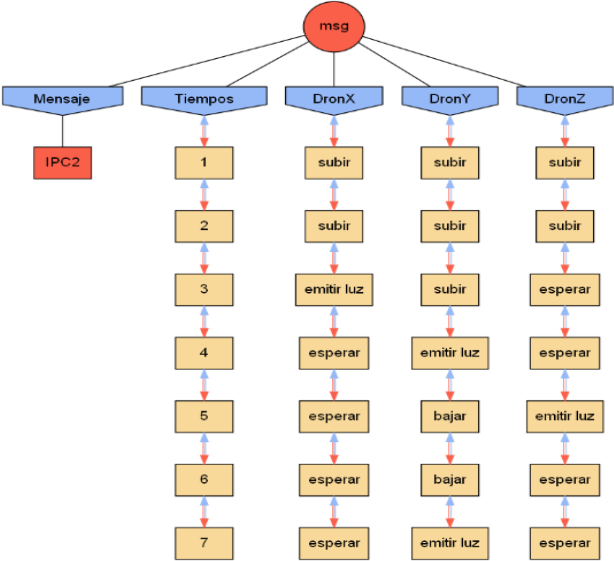 msg
Mensaje Tiempos DronX DronY DronZ
IPC2 1 subir subir subir
2 subir subir subir
3 emitir luz subir esperar
4 esperar emitir luz esperar
5 esperar bajar emitir luz
6 esperar bajar esperar
7 esperar emitir luz esperar